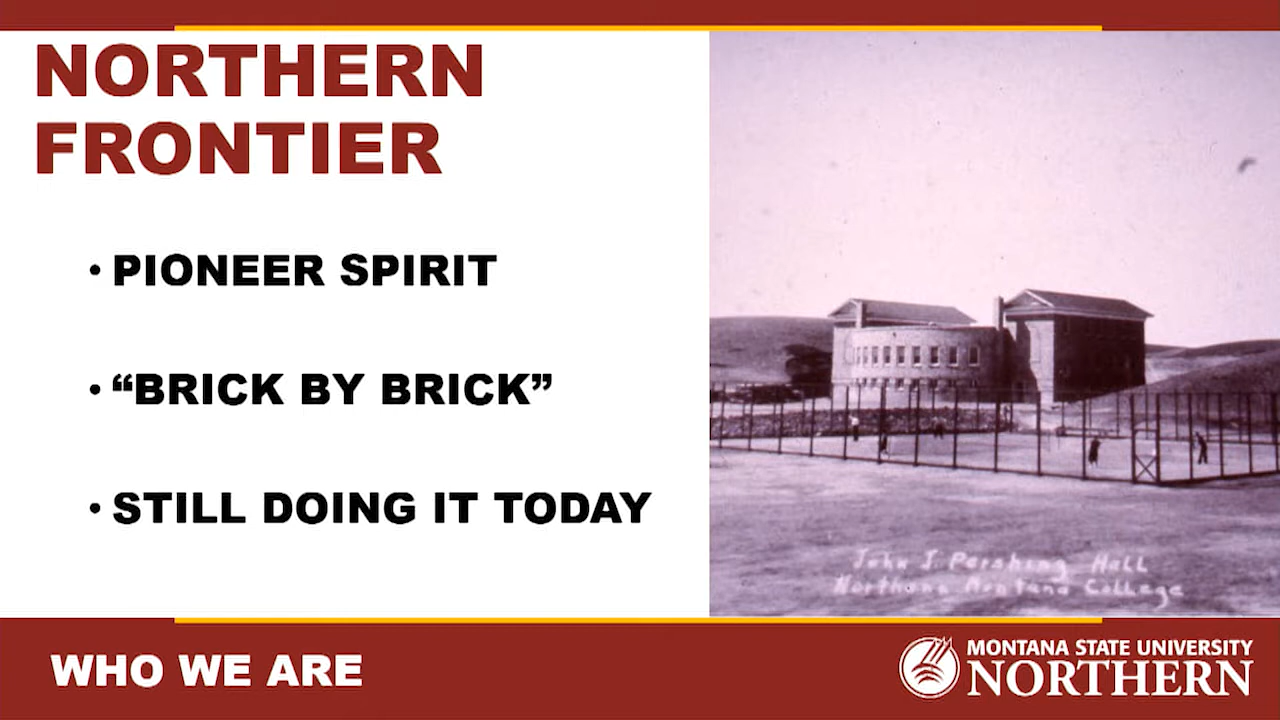 NORTHERN
FRONTIER
• PIONEER SPIRIT
• “BRICK BY BRICK”
• STILL DOING IT TODAY
John J. Pershing Hall
Northern Montana College
WHO WE ARE
MONTANA STATE UNIVERSITY
NORTHERN